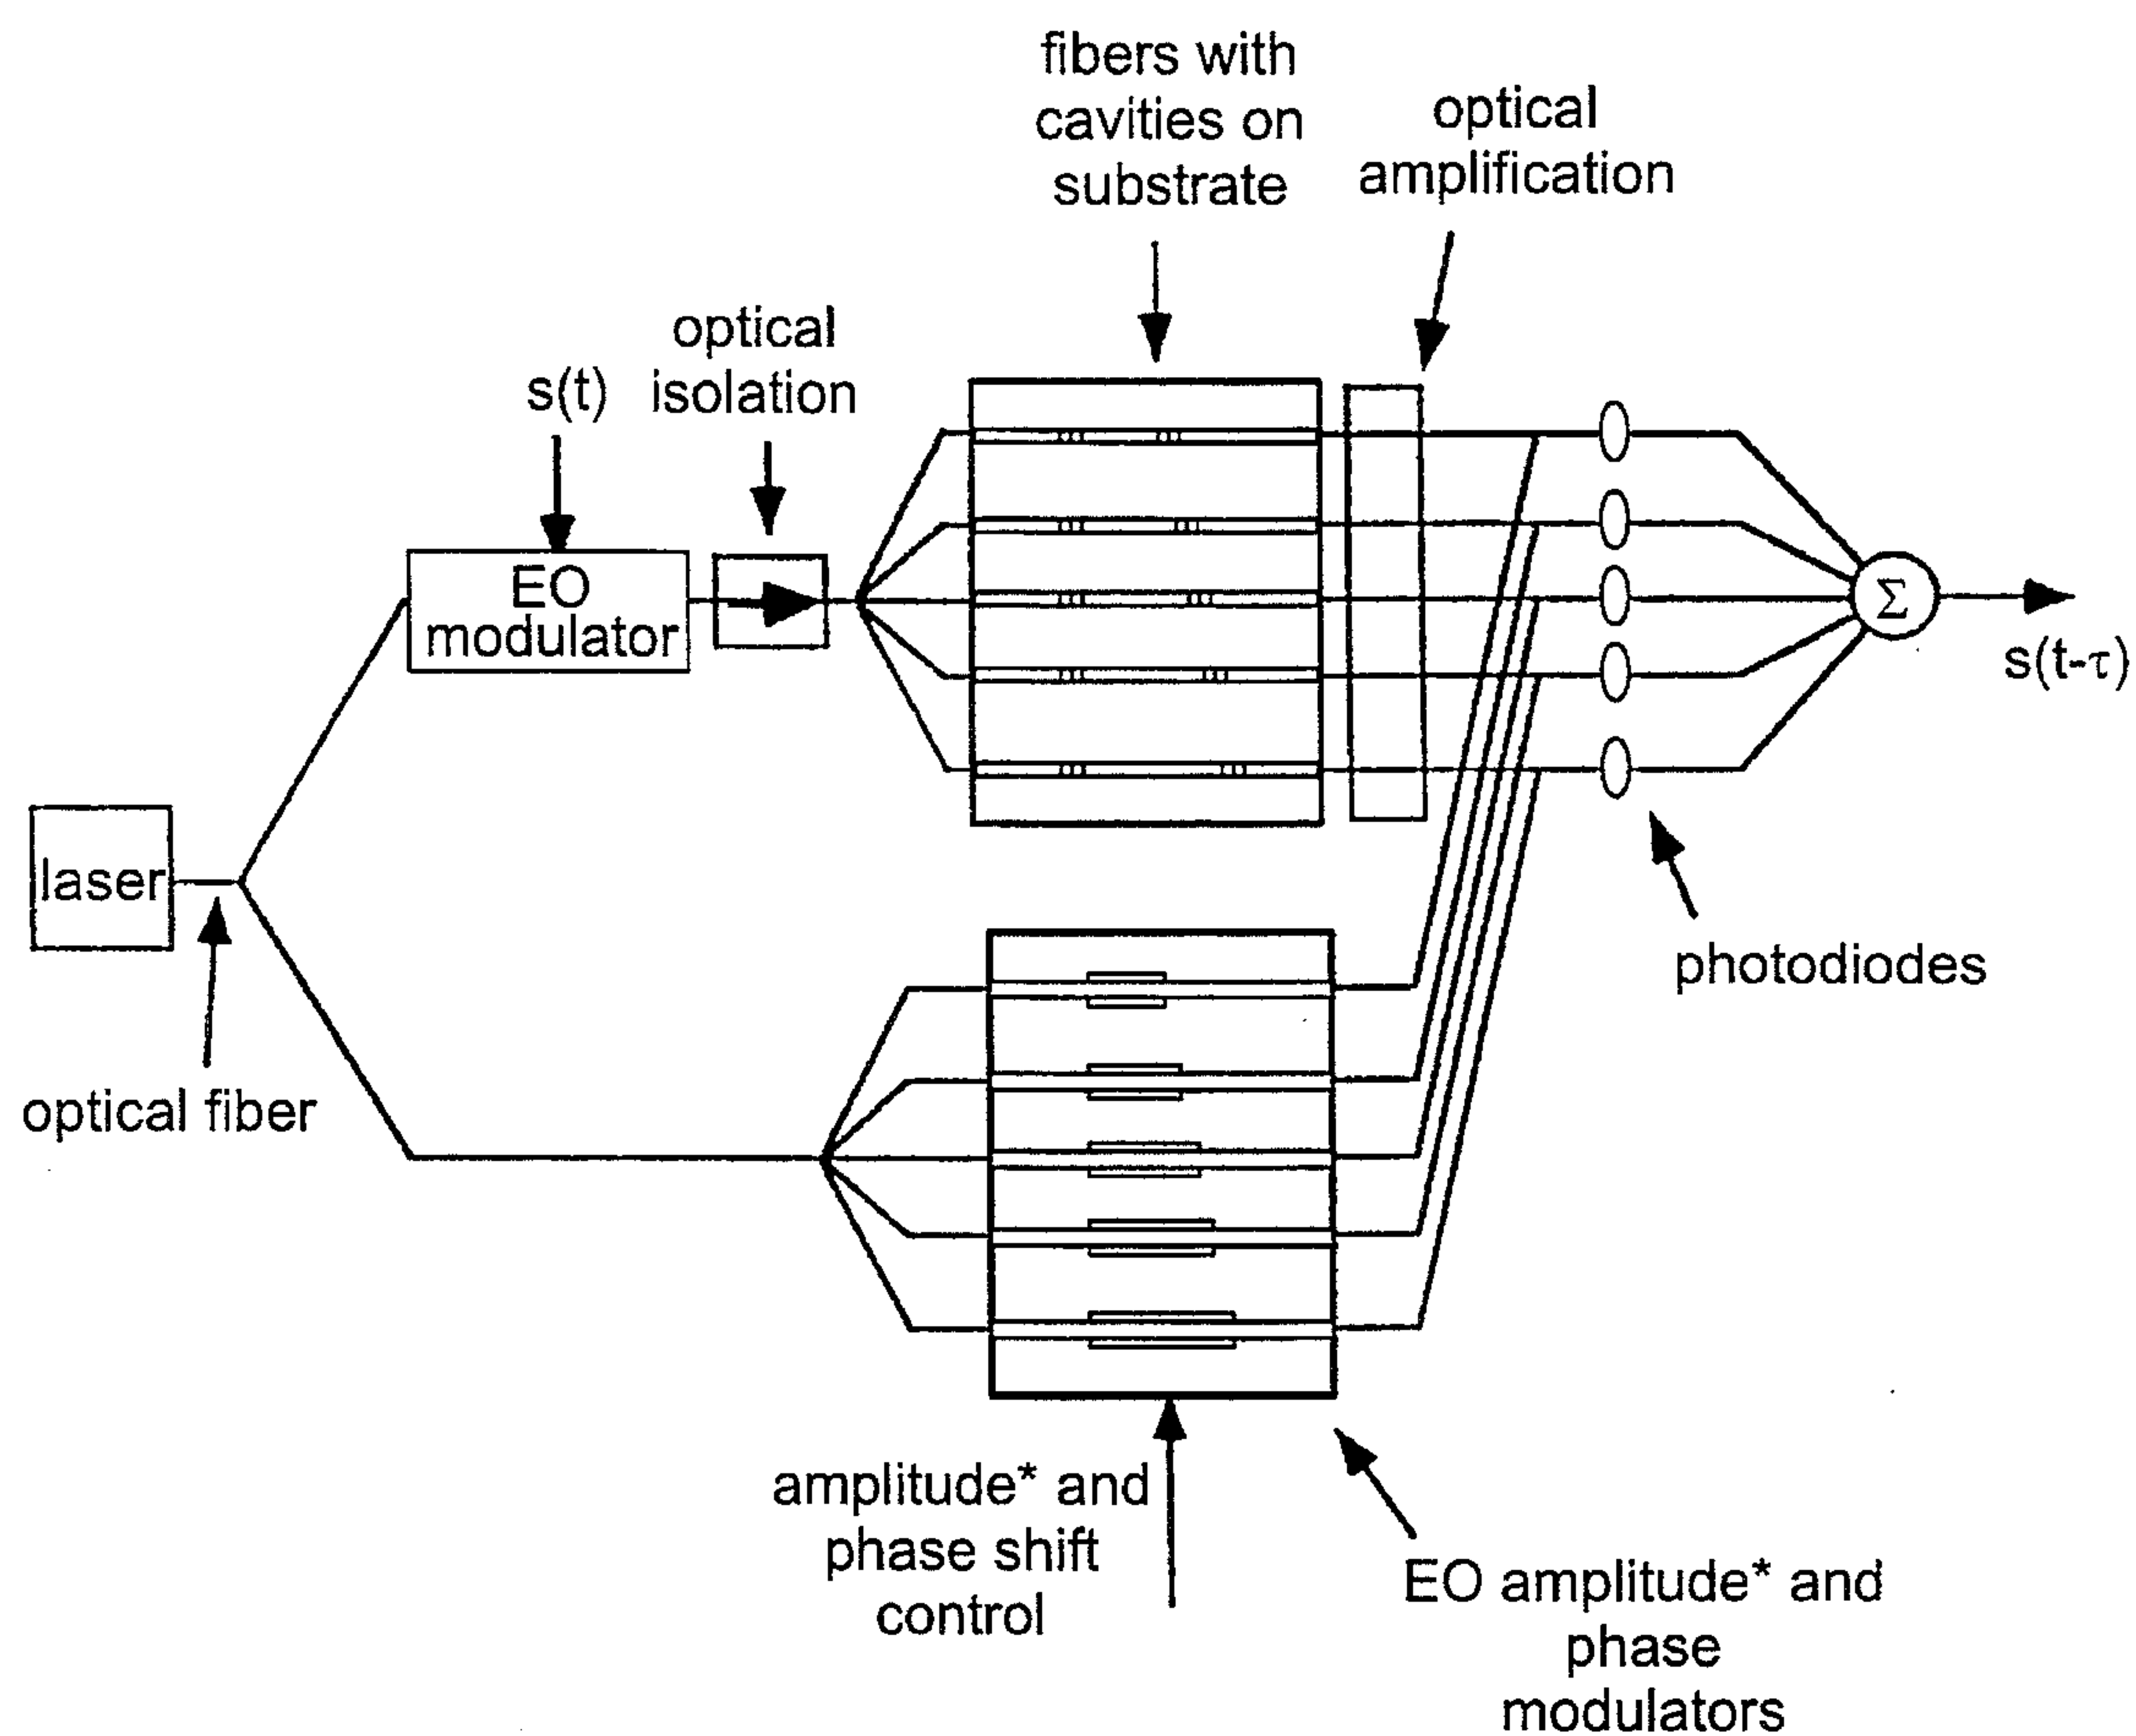 fibers with
cavities on
substrate
optical
amplification
optical
isolation
s(t)
EO
modulator
Σ
s(t-τ)
laser
photodiodes
optical fiber
amplitude* and
phase shift
control
EO amplitude* and
phase
modulators